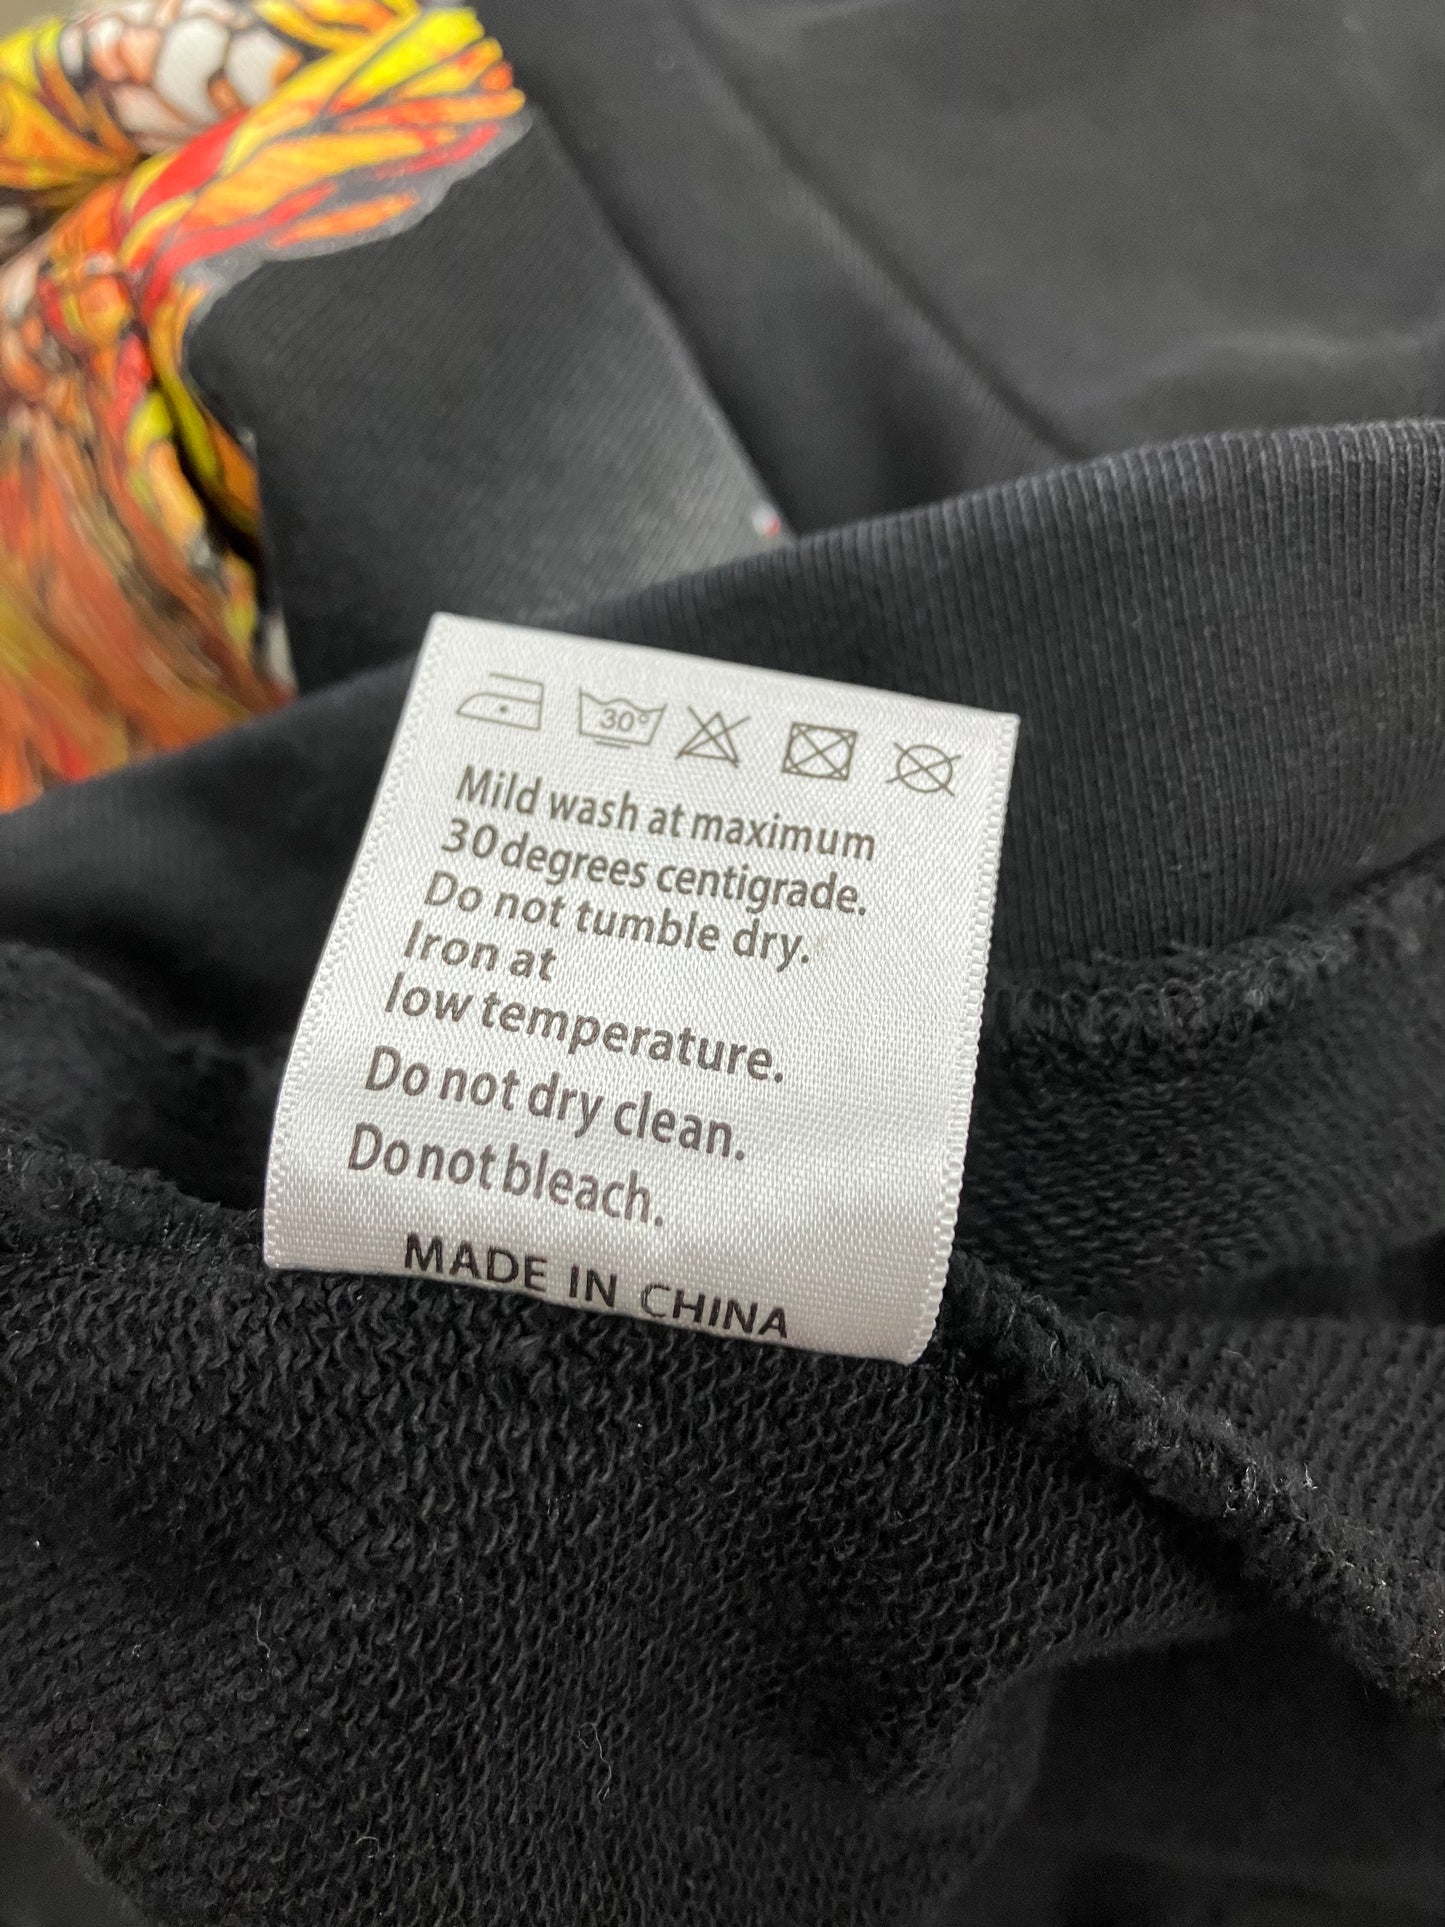 30°
Mild wash at maximum
30 degrees centigrade.
Do not tumble dry.
Iron at
low temperature.
Do not dry clean.
Do not bleach.
MADE IN CHINA